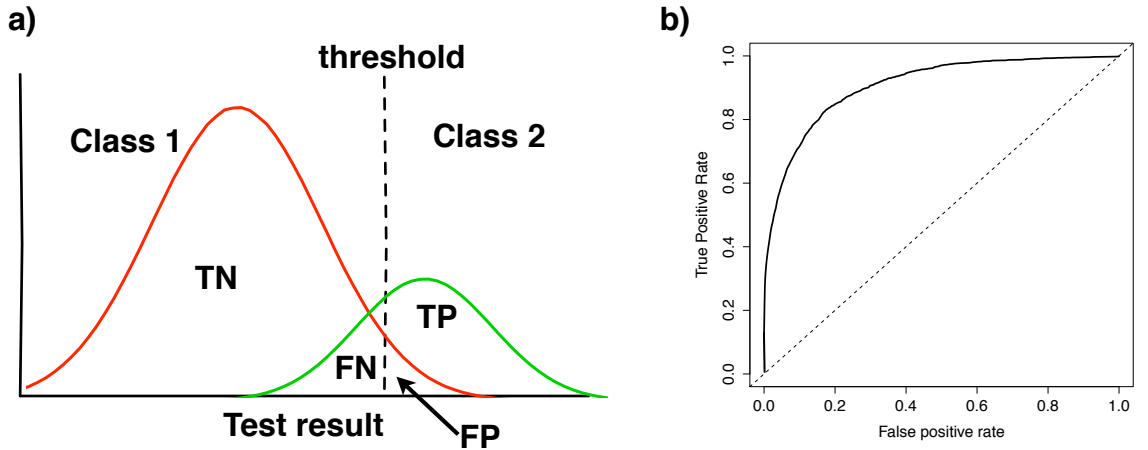 a)
threshold
Class 1
Class 2
TN
TP
FN
FP
Test result
b)
True Positive Rate
1.0
0.8
0.6
0.4
0.2
0.0
0.0 0.2 0.4 0.6 0.8 1.0
False positive rate